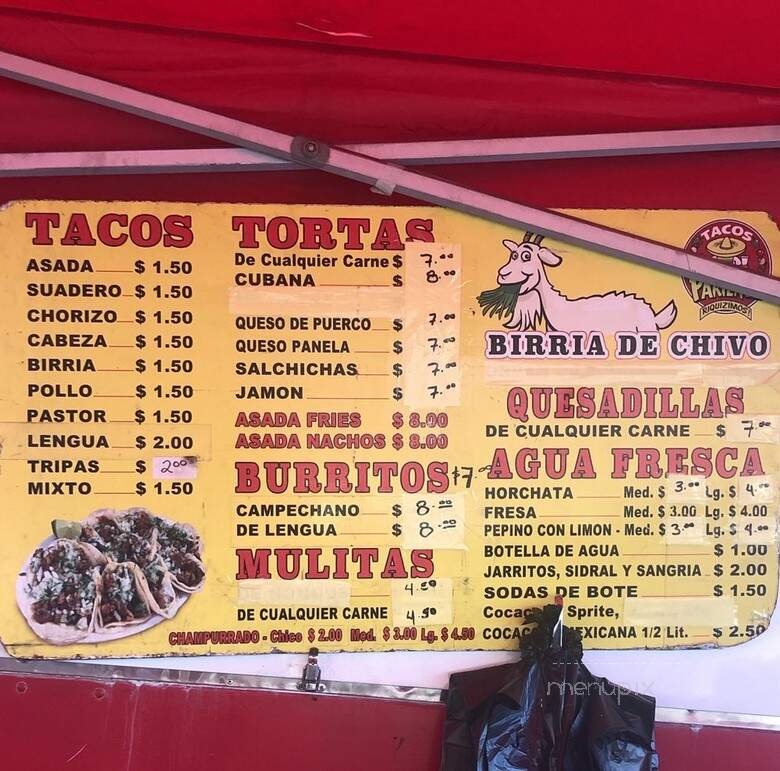 TACOS
ASADA $ 1.50
SUADERO $ 1.50
CHORIZO $ 1.50
CABEZA $ 1.50
BIRRIA $ 1.50
POLLO $ 1.50
PASTOR $ 1.50
LENGUA $ 2.00
TRIPAS $ 2.00
MIXTO $ 1.50
TORTAS
De Cualquier Carne $ 7.00
CUBANA $ 8.00
QUESO DE PUERCO $ 7.00
QUESO PANELA $ 7.00
SALCHICHAS $ 7.00
JAMON $ 7.00
ASADA FRIES $ 8.00
ASADA NACHOS $ 8.00
BURRITOS $7.00
CAMPECHANO $ 8.00
DE LENGUA $ 8.00
MULITAS
4.50
DE CUALQUIER CARNE 4.50
CHAMPURRADO - Chico $ 2.00 Med. $ 3.00 Lg. $ 4.50
TACOS
RIQUIZIMOS
BIRRIA DE CHIVO
QUESADILLAS
DE CUALQUIER CARNE $ 7.00
AGUA FRESCA
HORCHATA Med. $ 3.00 Lg. $ 4.00
FRESA Med. $ 3.00 Lg. $ 4.00
PEPINO CON LIMON - Med. $ 3.00 Lg. $ 4.00
BOTELLA DE AGUA $ 1.00
JARRITOS, SIDRAL Y SANGRIA $ 2.00
SODAS DE BOTE $ 1.50
Sprite,
1/2 Lit. $ 2.50
menupix